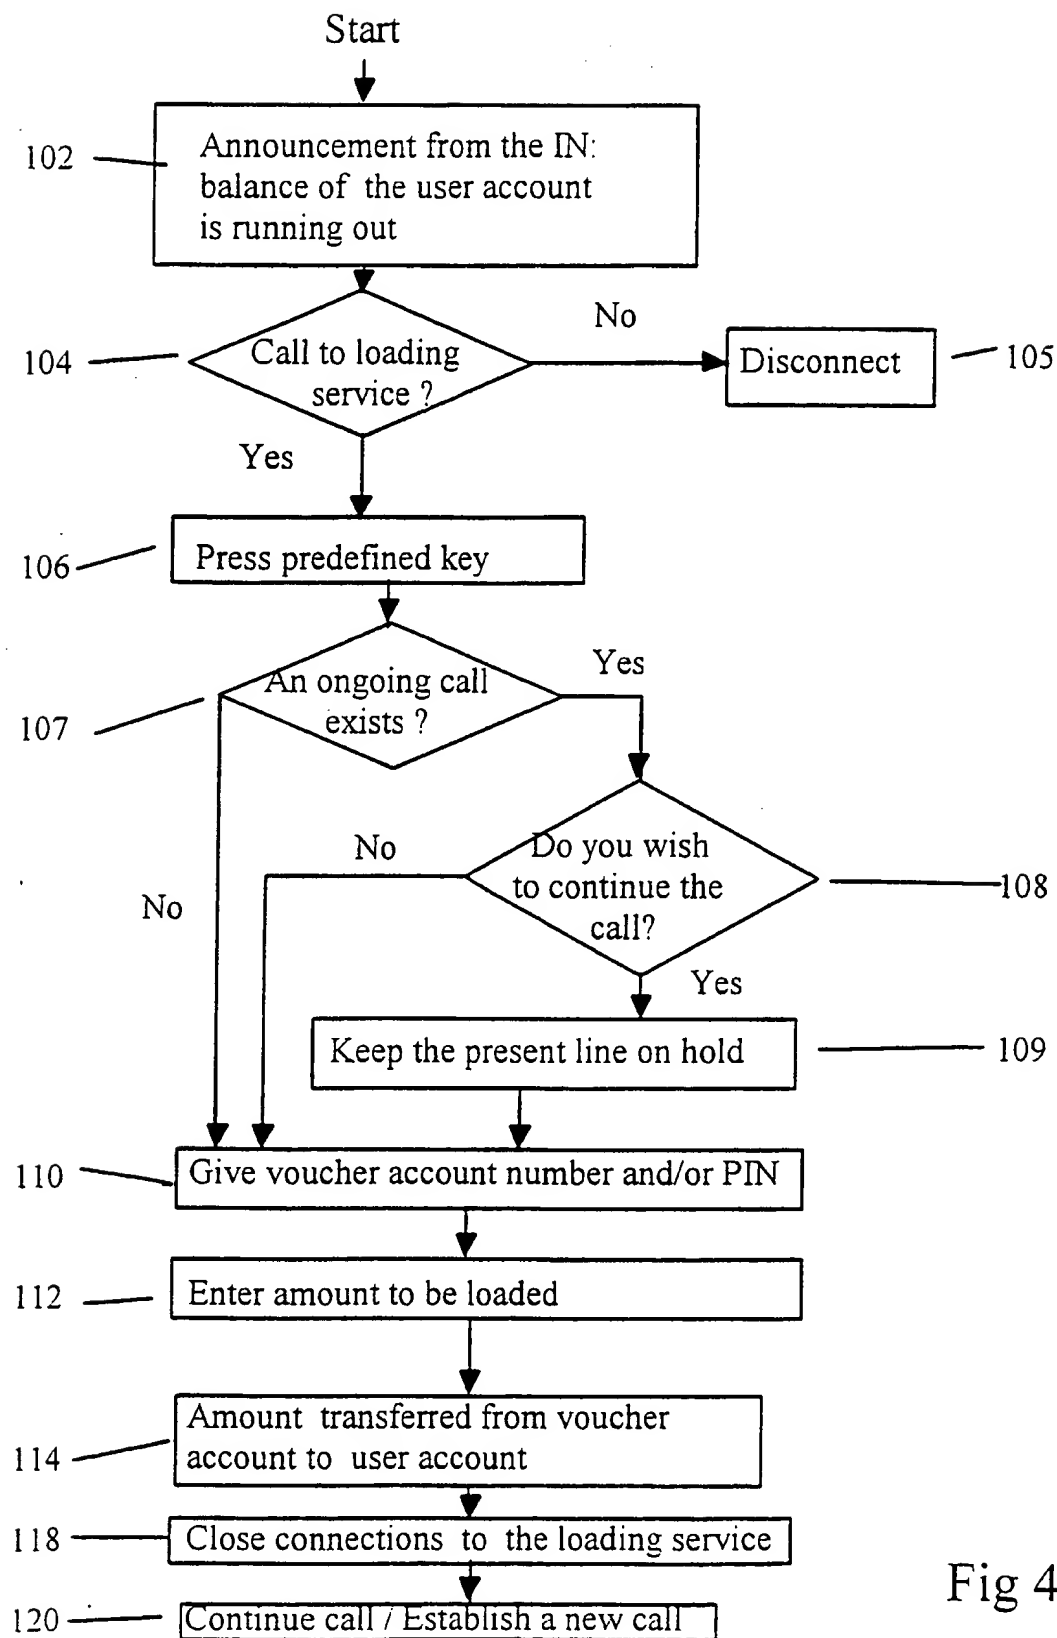 Start
102
Announcement from the IN:
balance of the user account
is running out
No
104
Call to loading
service ?
Disconnect
105
Yes
106
Press predefined key
Yes
107
An ongoing call
exists ?
No
Do you wish
to continue the
call?
108
No
Yes
Keep the present line on hold
109
110
Give voucher account number and/or PIN
112
Enter amount to be loaded
114
Amount transferred from voucher
account to user account
118
Close connections to the loading service
120
Continue call / Establish a new call
Fig 4